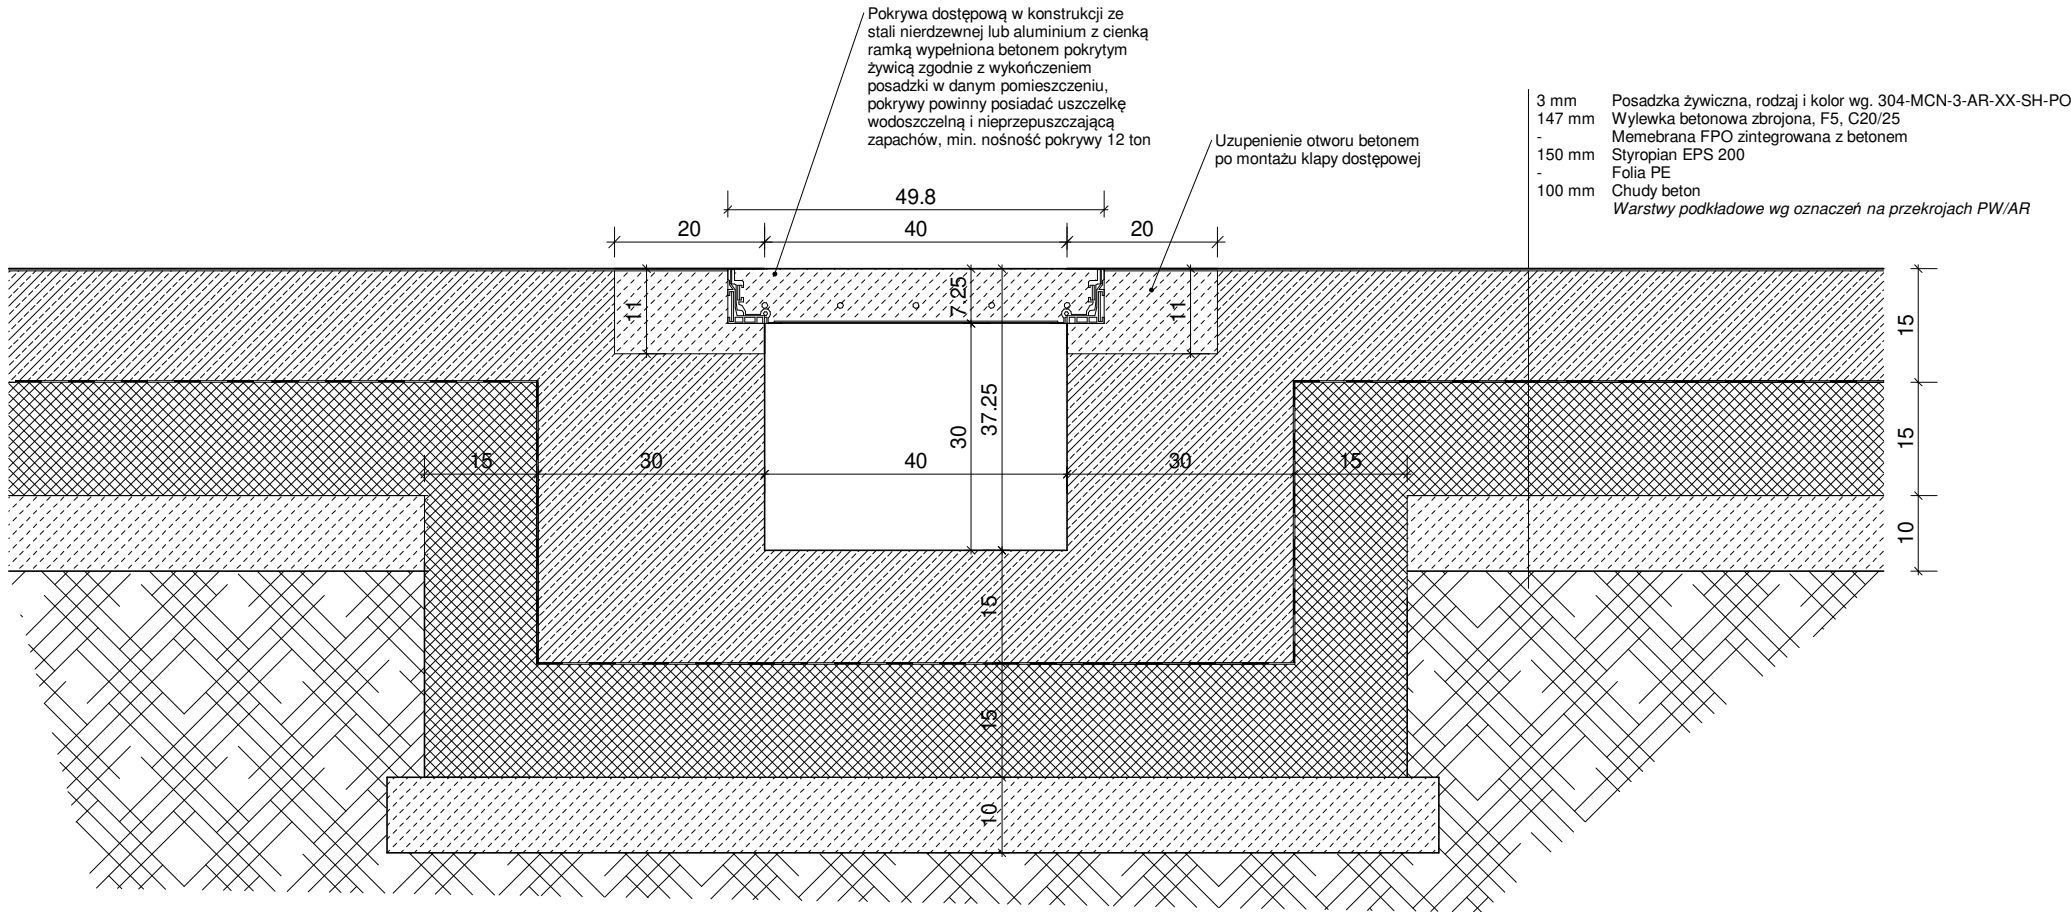 Pokrywa dostępową w konstrukcji ze
stali nierdzewnej lub aluminium z cienką
ramką wypełniona betonem pokrytym
żywicą zgodnie z wykończeniem
posadzki w danym pomieszczeniu,
pokrywy powinny posiadać uszczelkę
wodoszczelną i nieprzepuszczającą
zapachów, min. nośność pokrywy 12 ton
Uzupenienie otworu betonem
po montażu klapy dostępowej
3 mm Posadzka żywiczna, rodzaj i kolor wg. 304-MCN-3-AR-XX-SH-PO
147 mm Wylewka betonowa zbrojona, F5, C20/25
- Memebrana FPO zintegrowana z betonem
150 mm Styropian EPS 200
- Folia PE
100 mm Chudy beton
Warstwy podkładowe wg oznaczeń na przekrojach PW/AR
49.8
20 40 20
11
7.25
11
15
37.25
30
15
15 30 40 30 15
10
15
15
10